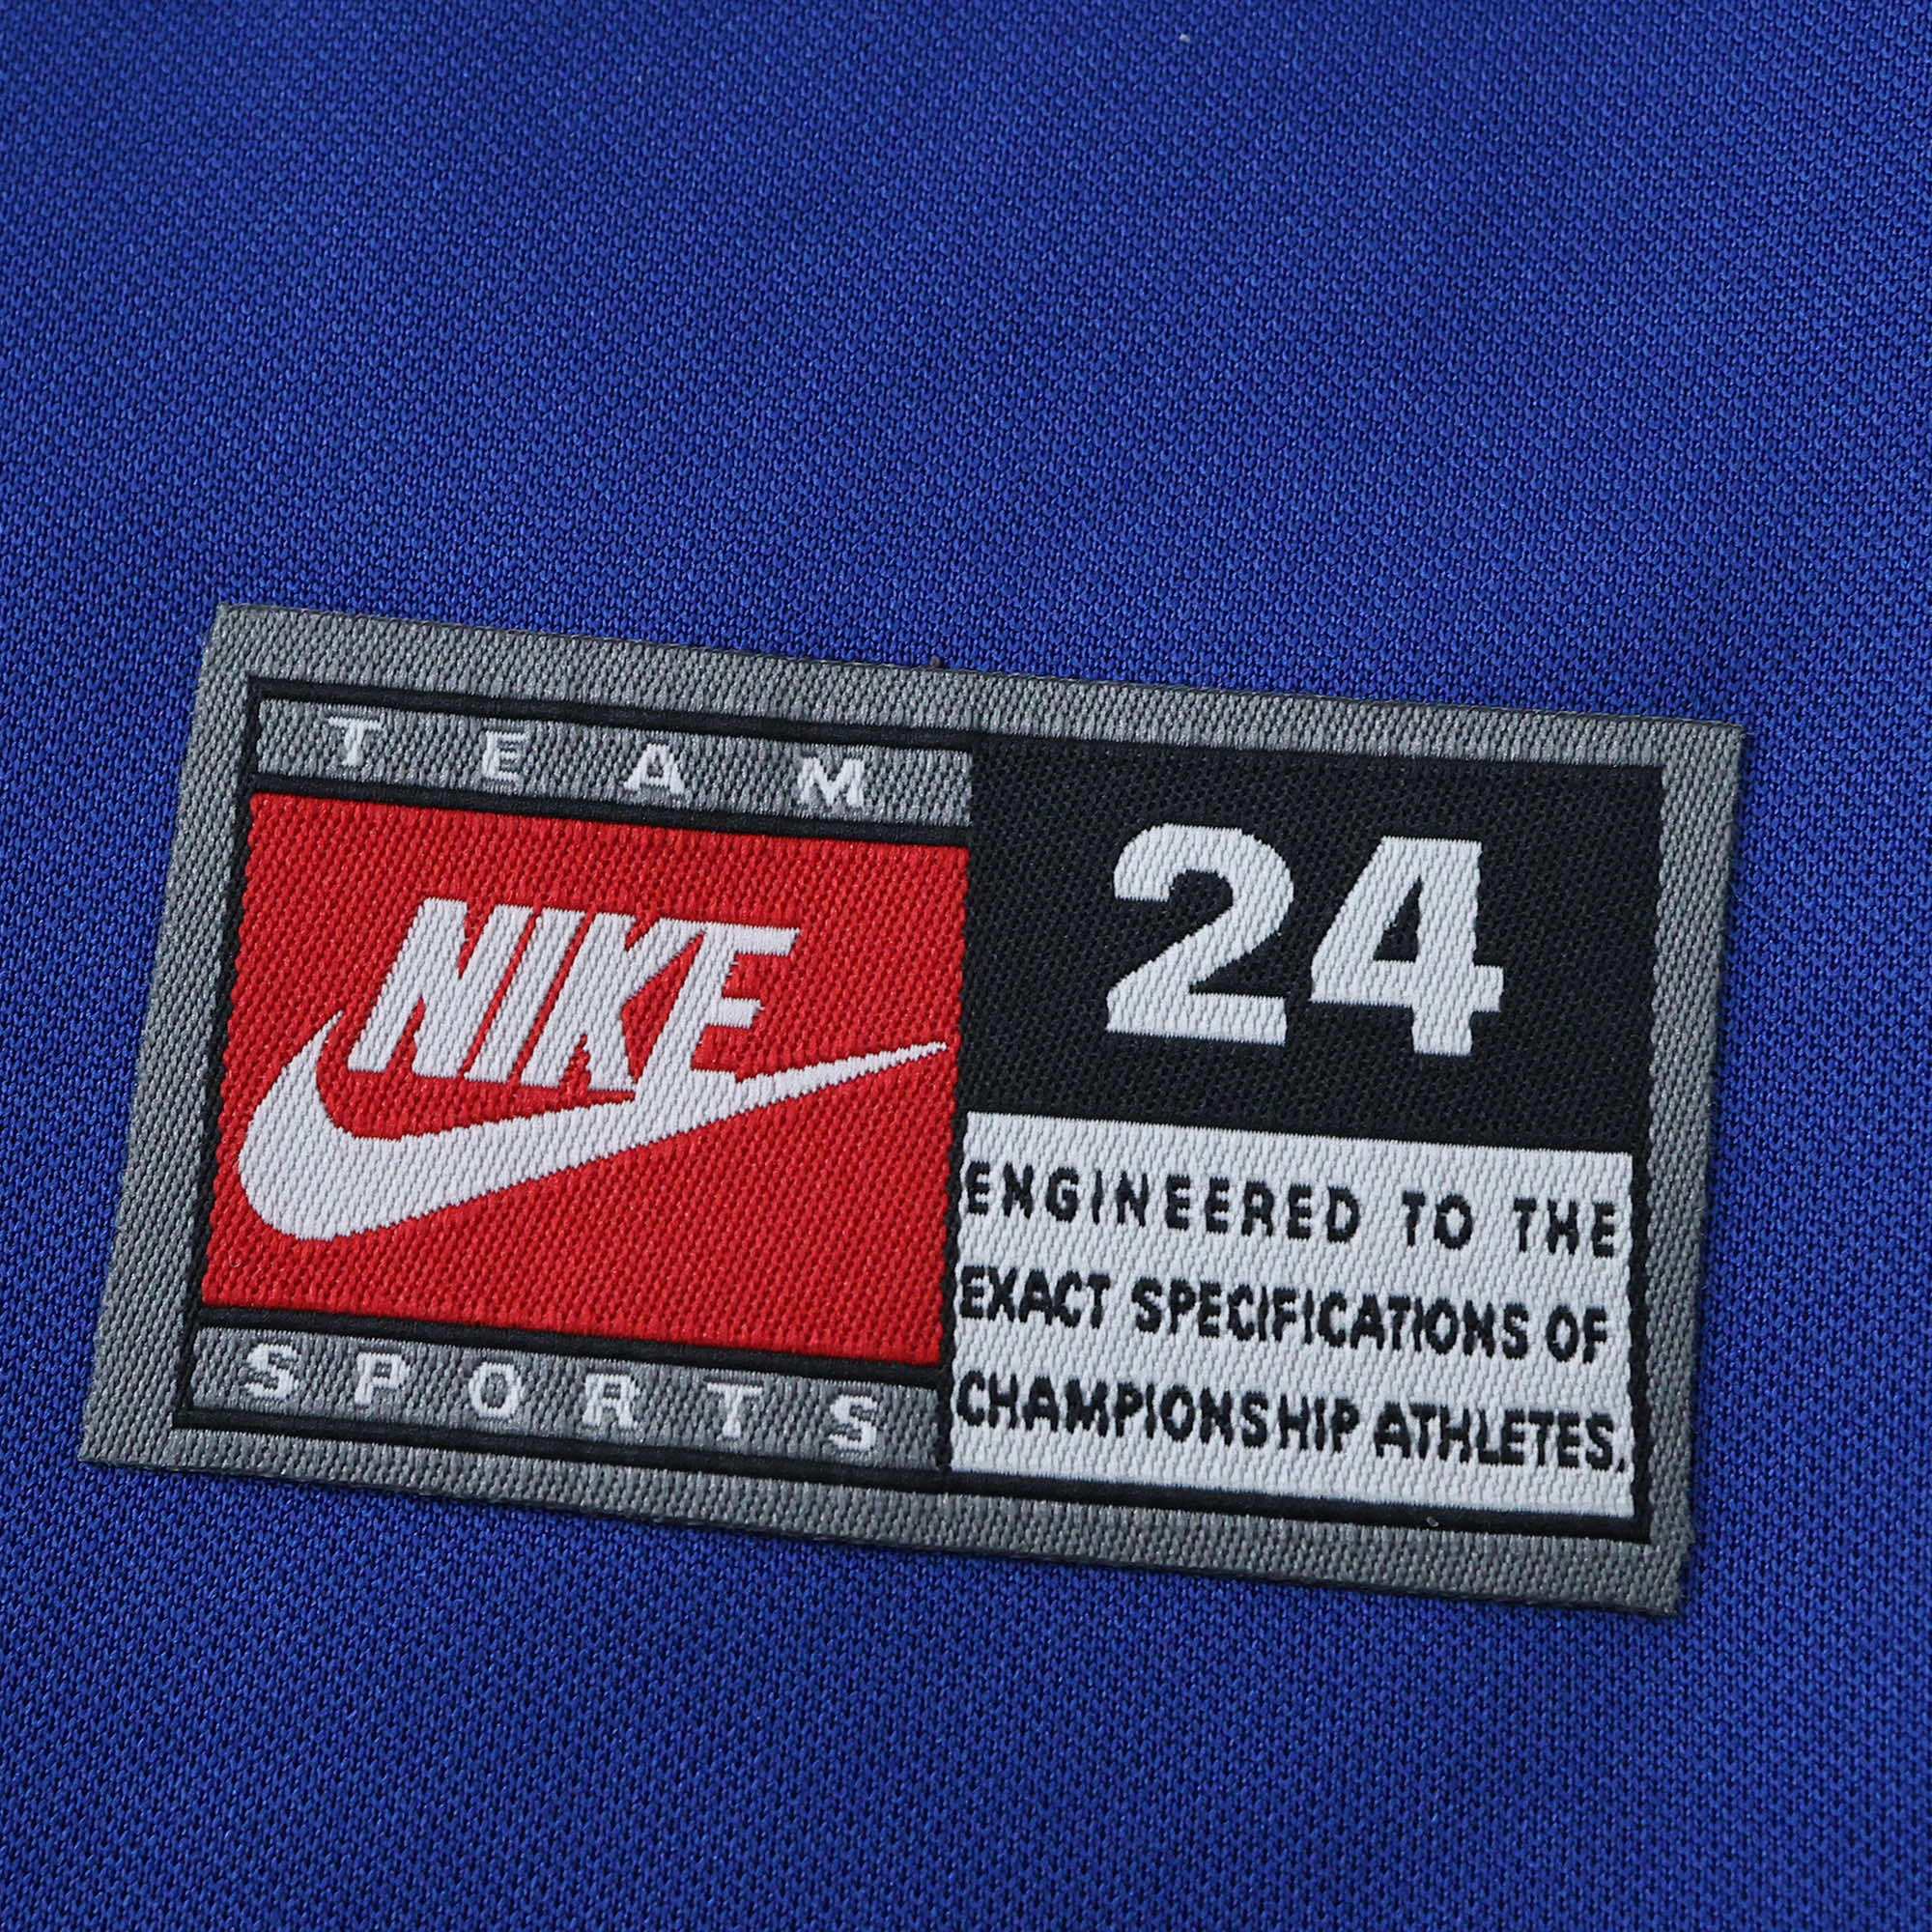 TEAM
NIKE
SPORTS
24
ENGINEERED TO THE
EXACT SPECIFICATIONS OF
CHAMPIONSHIP ATHLETES.